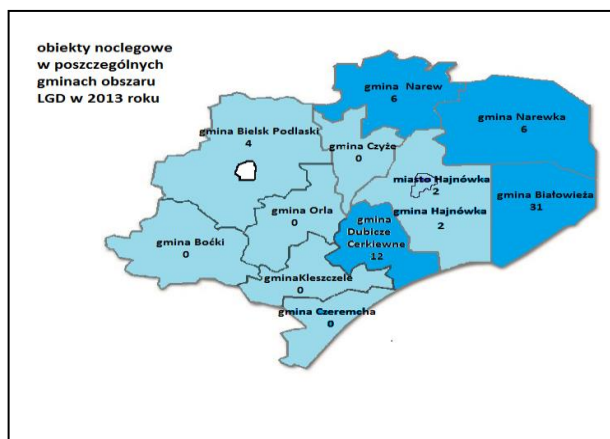 obiekty noclegowe
w poszczególnych
gminach obszaru
LGD w 2013 roku
gmina Narew
6
gmina Narewka
6
gmina Bielsk Podlaski
4
gmina Czyże
0
miasto Hajnówka
2
gmina Białowieża
31
gmina Orla
0
gmina Hajnówka
2
gmina
Dubicze
Cerkiewne
12
gmina Boćki
0
gminaKleszczele
0
gmina Czeremcha
0